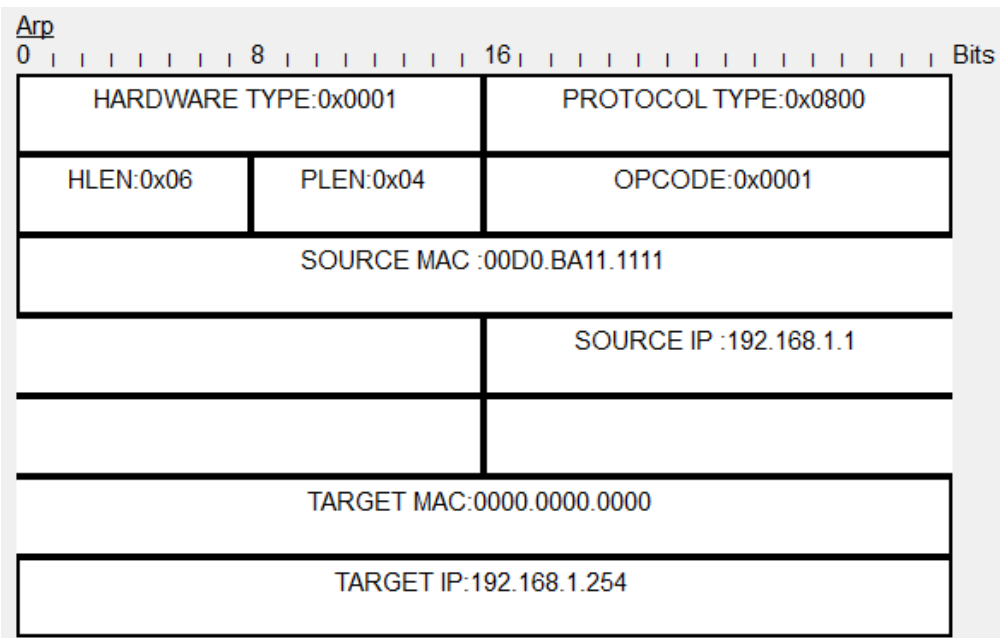 Arp
0 8 16 Bits
HARDWARE TYPE:0x0001 PROTOCOL TYPE:0x0800
HLEN:0x06 PLEN:0x04 OPCODE:0x0001
SOURCE MAC :00D0.BA11.1111
SOURCE IP :192.168.1.1
TARGET MAC:0000.0000.0000
TARGET IP:192.168.1.254